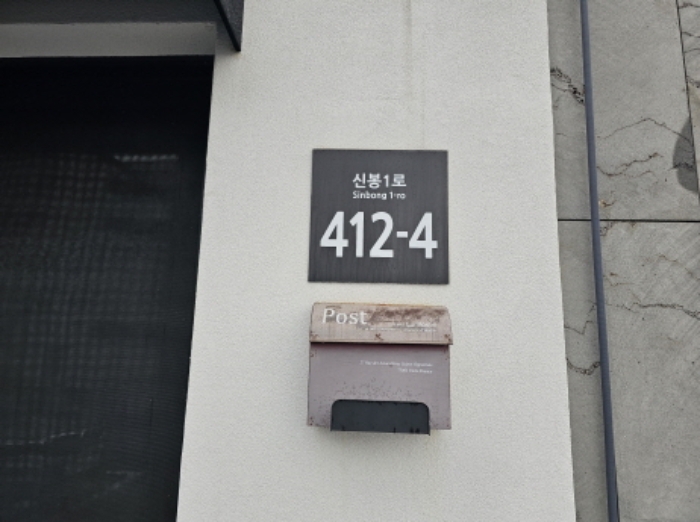 신봉1로
Sinbong 1-ro
412-4
Post